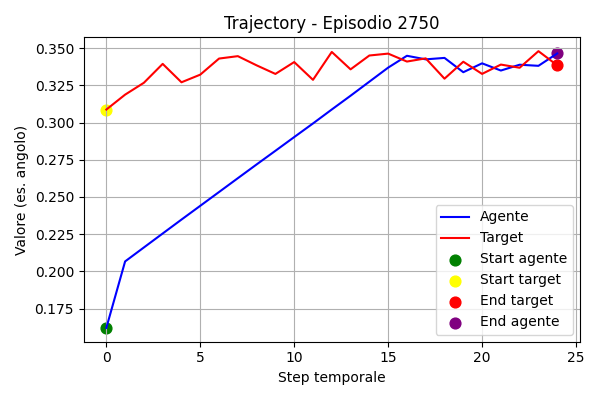 Trajectory - Episodio 2750
Valore (es. angolo)
0.350
0.325
0.300
0.275
0.250
0.225
0.200
0.175
Agente
Target
Start agente
Start target
End target
End agente
0 5 10 15 20 25
Step temporale